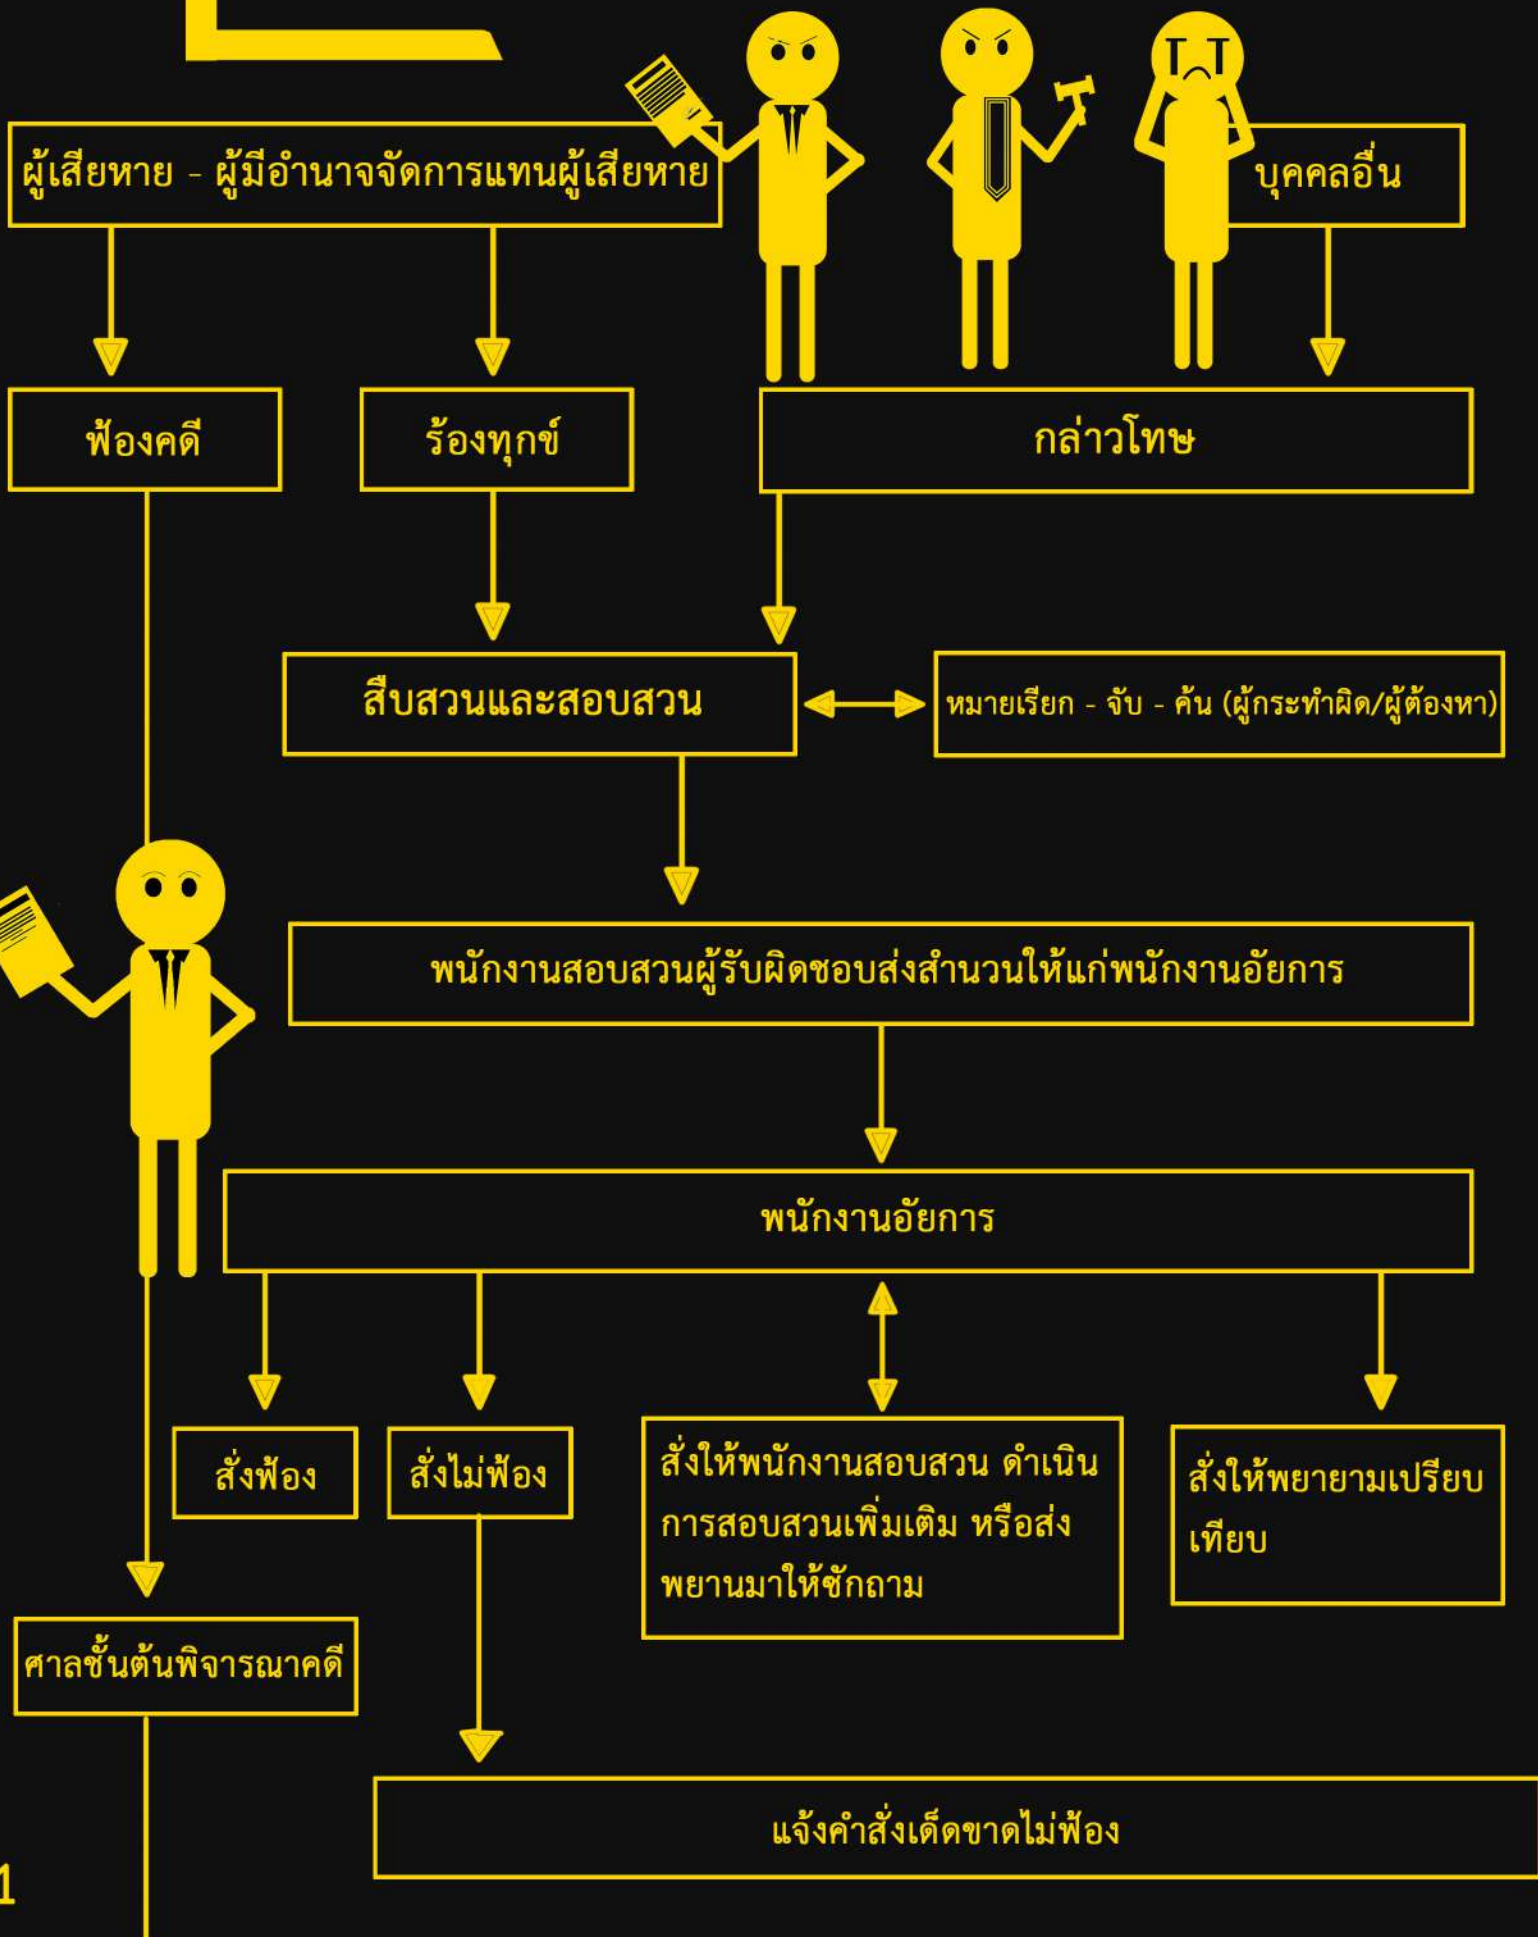 ผู้เสียหาย - ผู้มีอำนาจจัดการแทนผู้เสียหาย
บุคคลอื่น
ฟ้องคดี
ร้องทุกข์
กล่าวโทษ
สืบสวนและสอบสวน
หมายเรียก - จับ - ค้น (ผู้กระทำผิด/ผู้ต้องหา)
พนักงานสอบสวนผู้รับผิดชอบส่งสำนวนให้แก่พนักงานอัยการ
พนักงานอัยการ
สั่งฟ้อง
สั่งไม่ฟ้อง
สั่งให้พนักงานสอบสวน ดำเนิน
การสอบสวนเพิ่มเติม หรือส่ง
พยานมาให้ซักถาม
สั่งให้พยายามเปรียบ
เทียบ
ศาลชั้นต้นพิจารณาคดี
แจ้งคำสั่งเด็ดขาดไม่ฟ้อง
1